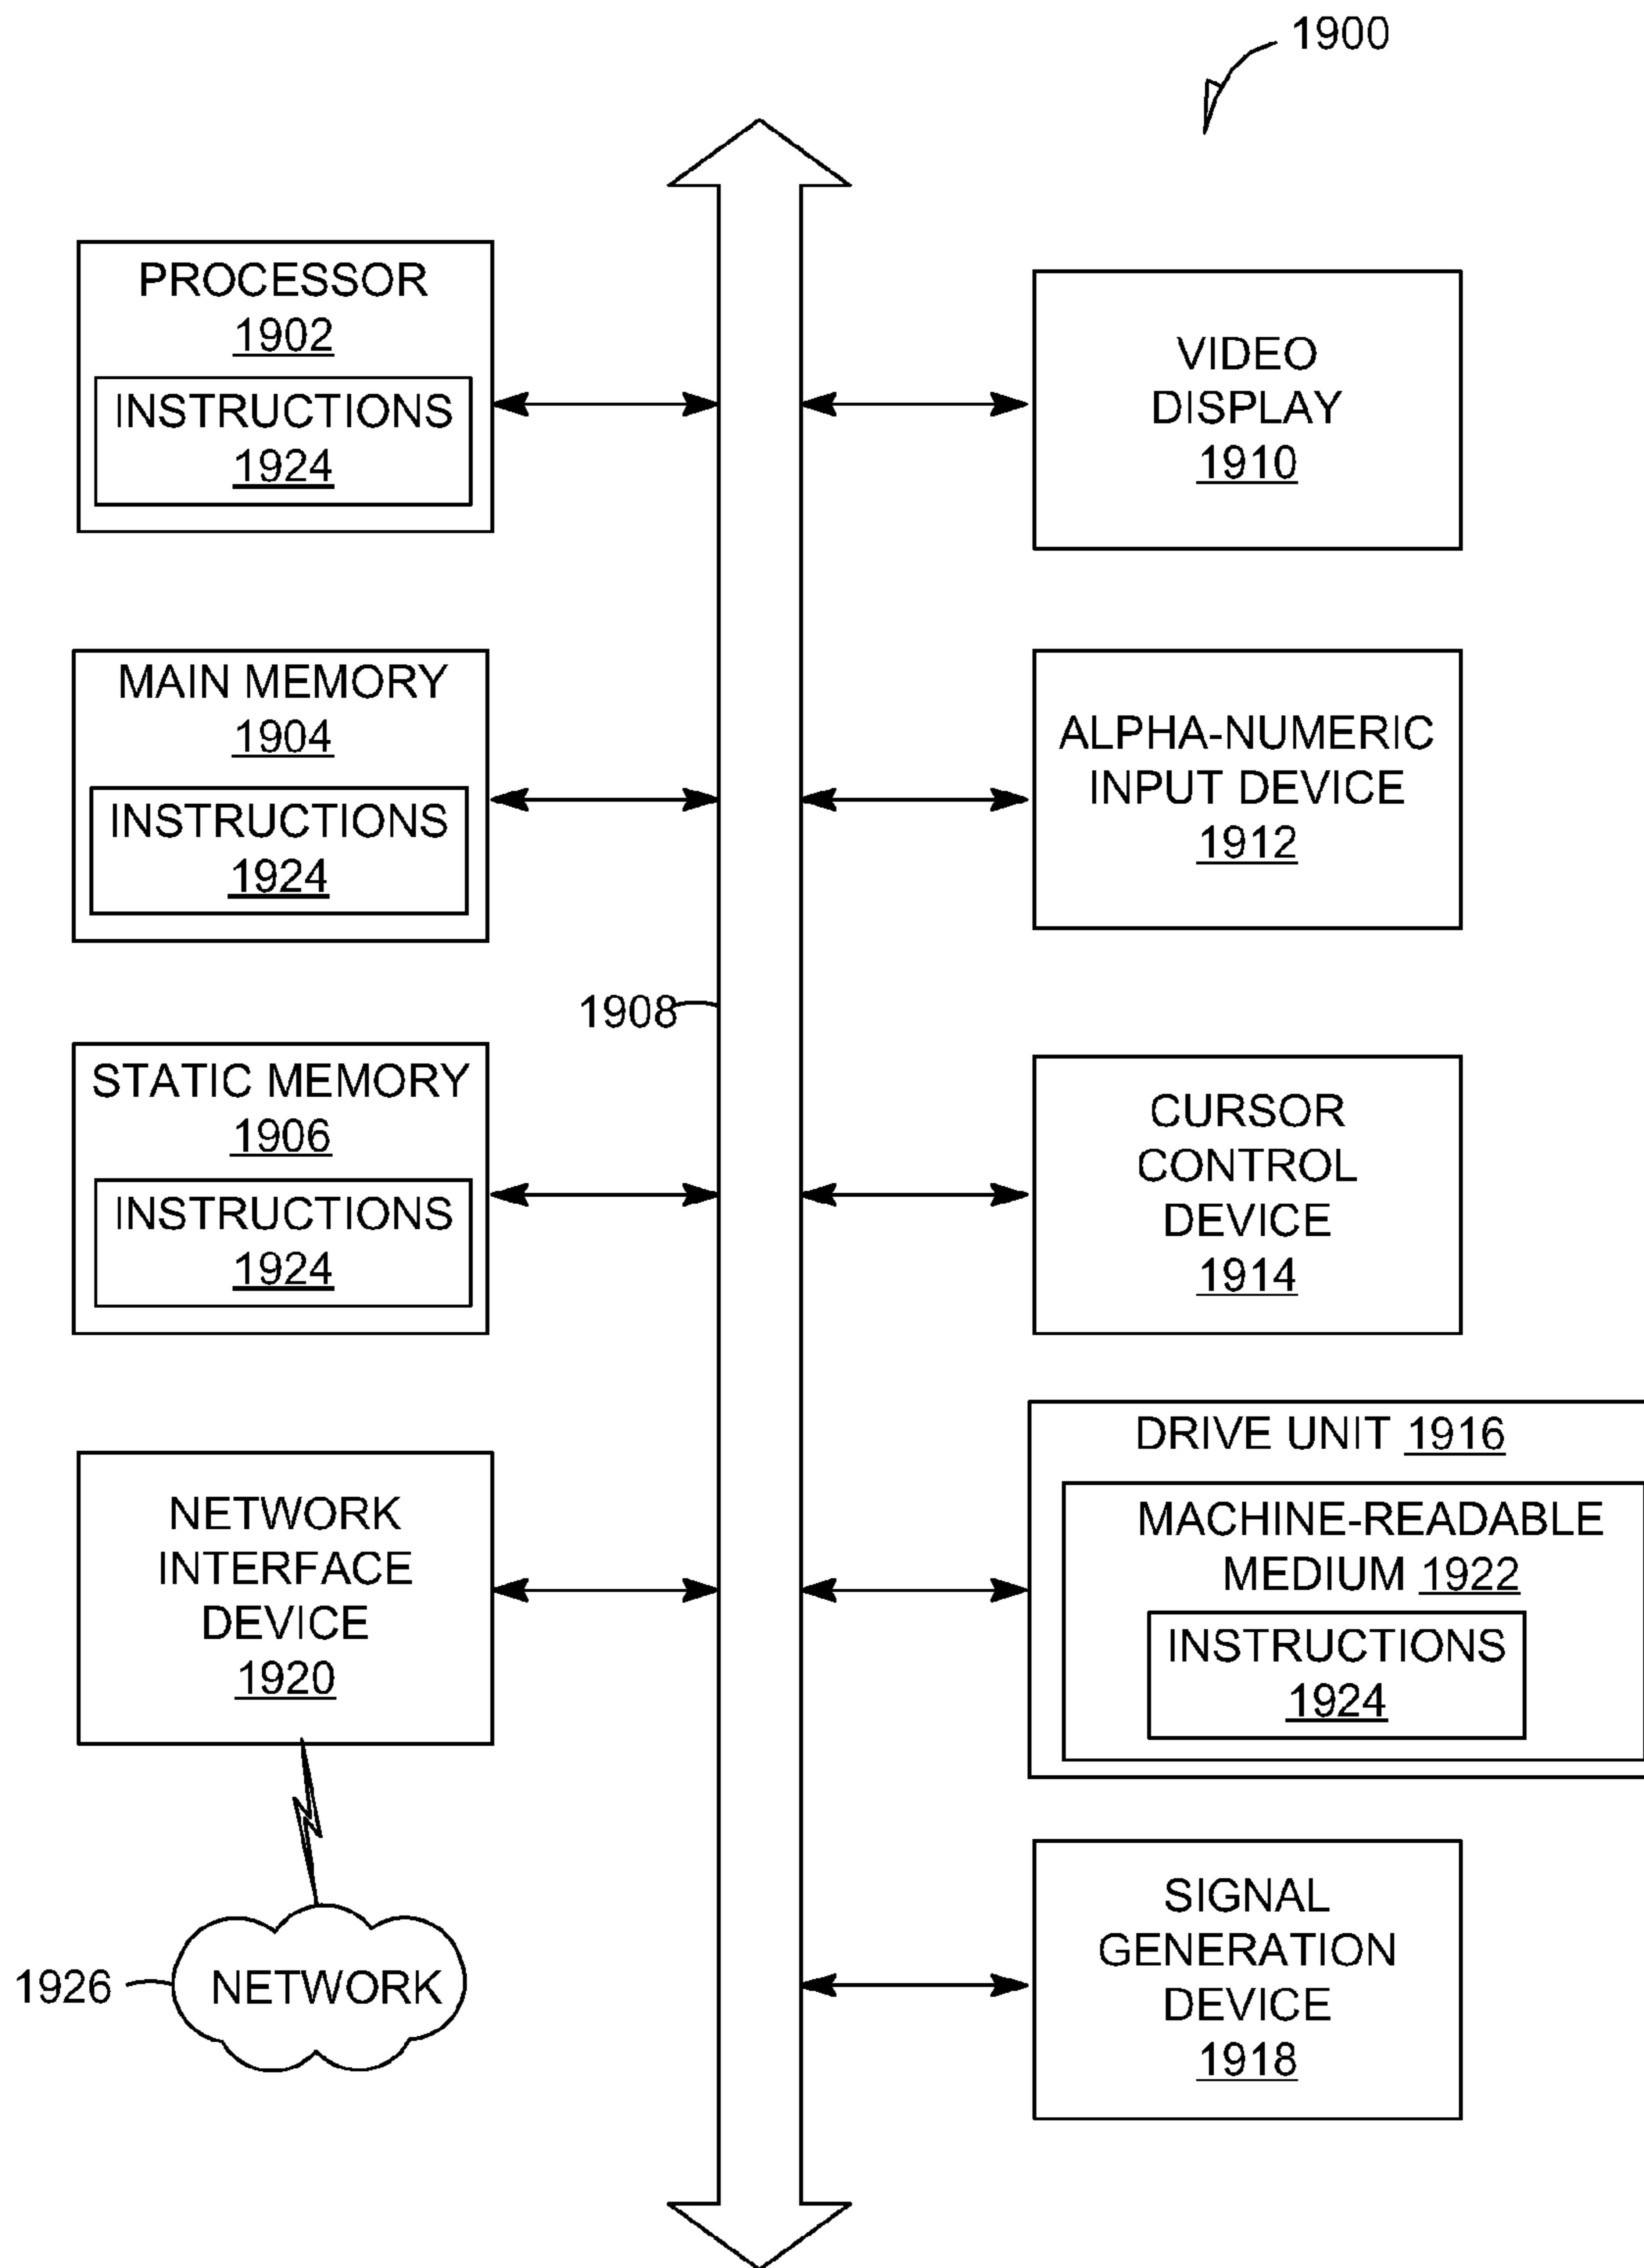 1900
PROCESSOR
1902
INSTRUCTIONS
1924
MAIN MEMORY
1904
INSTRUCTIONS
1924
1908
STATIC MEMORY
1906
INSTRUCTIONS
1924
NETWORK
INTERFACE
DEVICE
1920
1926
NETWORK
VIDEO
DISPLAY
1910
ALPHA-NUMERIC
INPUT DEVICE
1912
CURSOR
CONTROL
DEVICE
1914
DRIVE UNIT 1916
MACHINE-READABLE
MEDIUM 1922
INSTRUCTIONS
1924
SIGNAL
GENERATION
DEVICE
1918